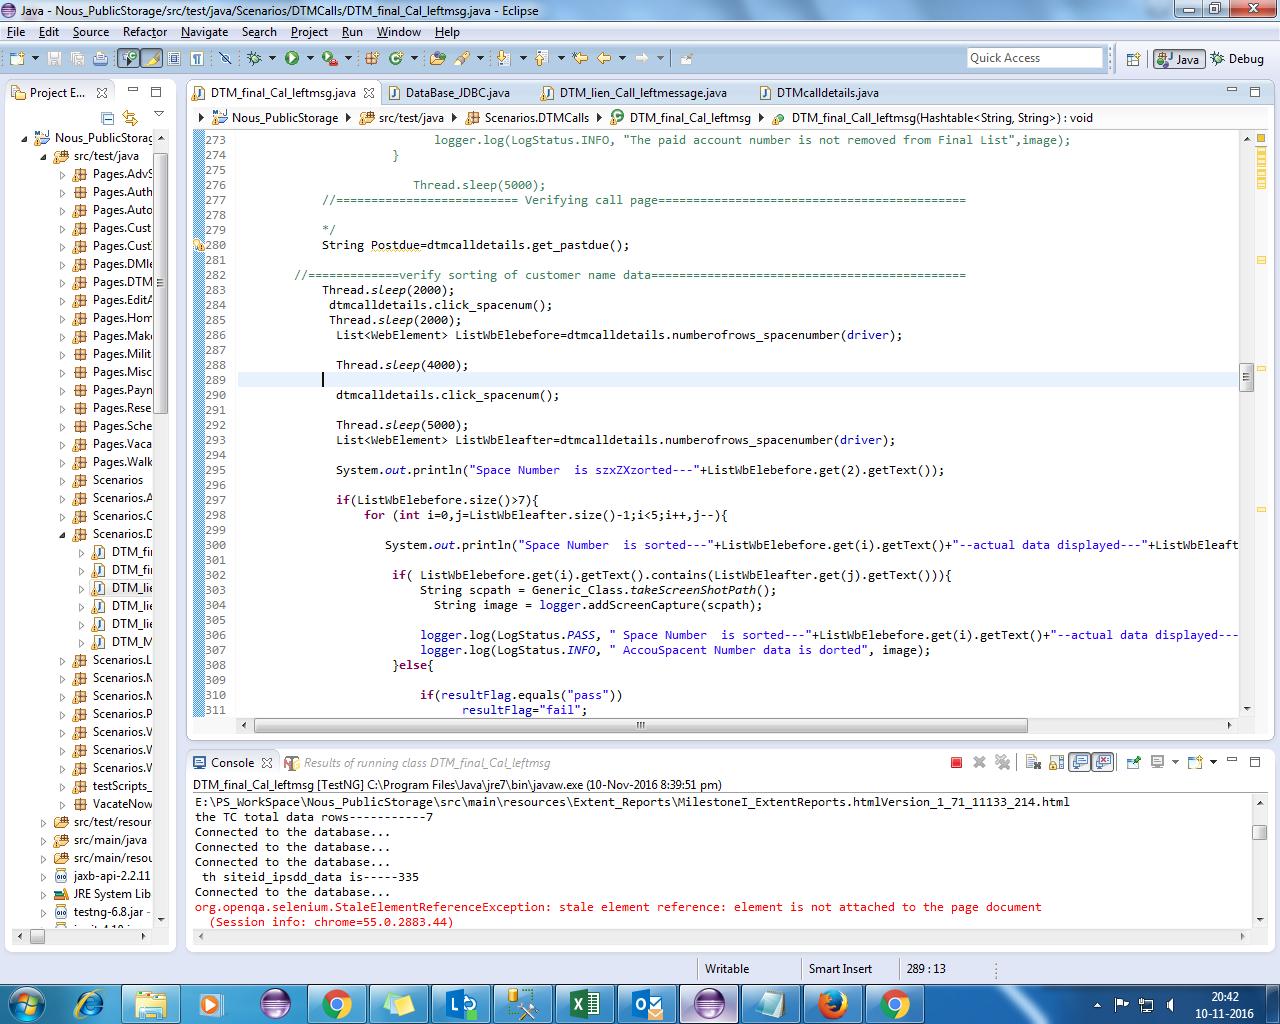 Java - Nous_PublicStorage/src/test/java/Scenarios/DTMCalls/DTM_final_Cal_leftmsg.java - Eclipse
File Edit Source Refactor Navigate Search Project Run Window Help
Quick Access
Java
Debug
Project E...
DTM_final_Cal_leftmsg.java
DataBase_JDBC.java
DTM_lien_Call_leftmessage.java
DTMcalldetails.java
Nous_PublicStorage
src/test/java
Scenarios.DTMCalls
DTM_final_Cal_leftmsg
DTM_final_Call_leftmsg(Hashtable<String, String>) : void
Nous_PublicStorag
src/test/java
Pages.AdvS
Pages.Auth
Pages.Auto
Pages.Cust
Pages.Cust
Pages.DMIe
Pages.DTM
Pages.EditA
Pages.Hom
Pages.Make
Pages.Milit
Pages.Misc
Pages.Payn
Pages.Rese
Pages.Sche
Pages.Vaca
Pages.Walk
Scenarios
Scenarios.A
Scenarios.C
Scenarios.D
DTM_fi
DTM_fi
DTM_lie
DTM_lie
DTM_lie
DTM_M
Scenarios.L
Scenarios.M
Scenarios.M
Scenarios.P
Scenarios.V
Scenarios.W
Scenarios.W
testScripts_
VacateNow
src/test/resour
src/main/java
src/main/resou
jaxb-api-2.2.11
JRE System Lib
testng-6.8.jar -
273 logger.log(LogStatus.INFO, "The paid account number is not removed from Final List",image);
274 }
275
276 Thread.sleep(5000);
277 //========================== Verifying call page============================================
278
279 */
280 String Postdue=dtmcalldetails.get_pastdue();
281
282 //=============verify sorting of customer name data=============================================
283 Thread.sleep(2000);
284 dtmcalldetails.click_spacenum();
285 Thread.sleep(2000);
286 List<WebElement> ListWbElebefore=dtmcalldetails.numberofrows_spacenumber(driver);
287
288 Thread.sleep(4000);
289
290 dtmcalldetails.click_spacenum();
291
292 Thread.sleep(5000);
293 List<WebElement> ListWbEleafter=dtmcalldetails.numberofrows_spacenumber(driver);
294
295 System.out.println("Space Number  is szxZXzorted---"+ListWbElebefore.get(2).getText());
296
297 if(ListWbElebefore.size()>7){
298 for (int i=0,j=ListWbEleafter.size()-1;i<5;i++,j--){
299
300 System.out.println("Space Number  is sorted---"+ListWbElebefore.get(i).getText()+"--actual data displayed---"+ListWbEleaft
301
302 if( ListWbElebefore.get(i).getText().contains(ListWbEleafter.get(j).getText())){
303 String scpath = Generic_Class.takeScreenShotPath();
304 String image = logger.addScreenCapture(scpath);
305
306 logger.log(LogStatus.PASS, " Space Number  is sorted---"+ListWbElebefore.get(i).getText()+"--actual data displayed---
307 logger.log(LogStatus.INFO, " AccouSpacent Number data is dorted", image);
308 }else{
309
310 if(resultFlag.equals("pass"))
311 resultFlag="fail";
Console
Results of running class DTM_final_Cal_leftmsg
DTM_final_Cal_leftmsg [TestNG] C:\Program Files\Java\jre7\bin\javaw.exe (10-Nov-2016 8:39:51 pm)
E:\PS_WorkSpace\Nous_PublicStorage\src\main\resources\Extent_Reports\MilestoneI_ExtentReports.htmlVersion_1_71_11133_214.html
the TC total data rows-----------7
Connected to the database...
Connected to the database...
Connected to the database...
th siteid_ipsdd_data is-----335
Connected to the database...
org.openqa.selenium.StaleElementReferenceException: stale element reference: element is not attached to the page document
(Session info: chrome=55.0.2883.44)
Writable
Smart Insert
289 : 13
20:42
10-11-2016